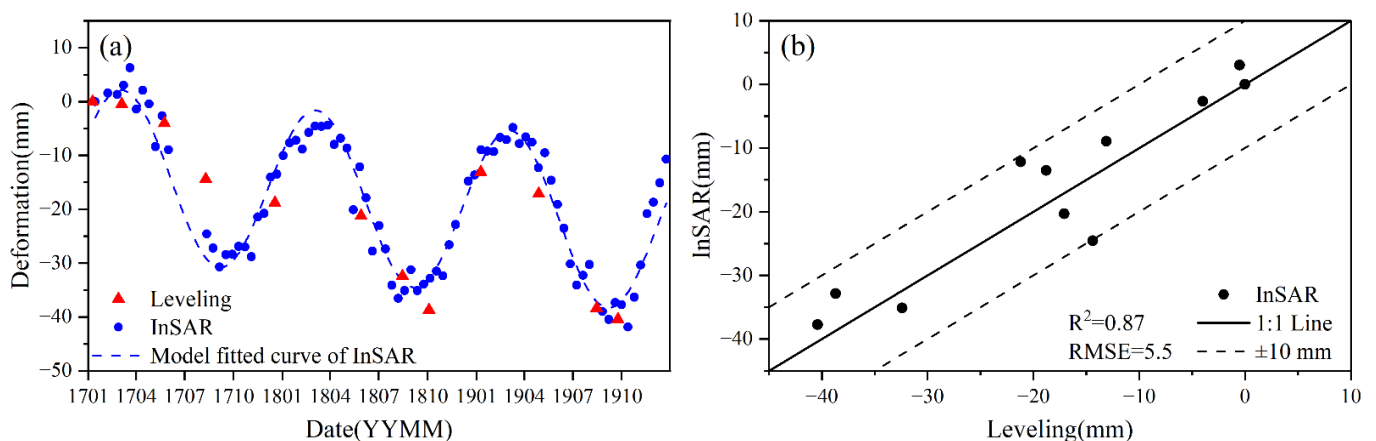 (a)
Deformation(mm)
10
0
−10
−20
−30
−40
−50
Leveling
InSAR
Model fitted curve of InSAR
1701 1704 1707 1710 1801 1804 1807 1810 1901 1904 1907 1910
Date(YYMM)
(b)
InSAR(mm)
10
0
−10
−20
−30
−40
R²=0.87
RMSE=5.5
InSAR
1:1 Line
±10 mm
−40 −30 −20 −10 0 10
Leveling(mm)